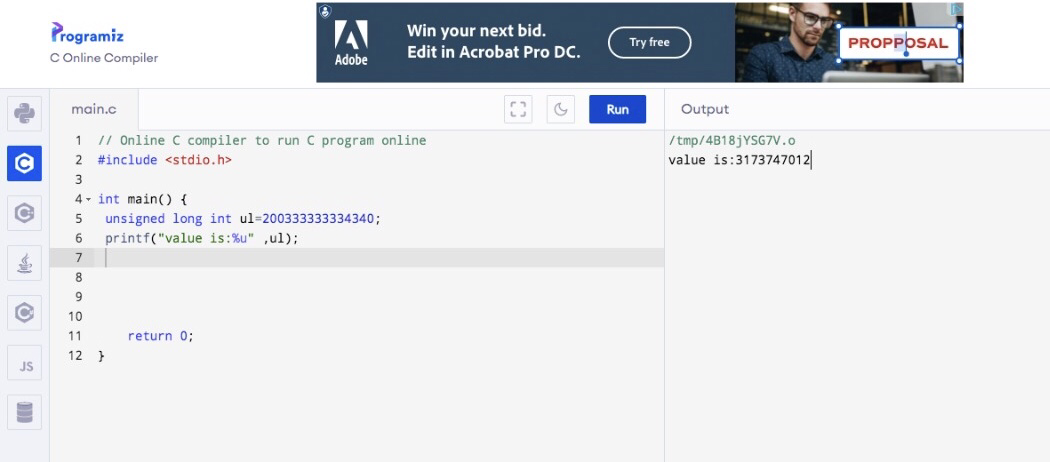 Programiz
C Online Compiler
Adobe
Win your next bid.
Edit in Acrobat Pro DC.
Try free
PROPPOSAL
main.c
Run
Output
1 // Online C compiler to run C program online
2 #include <stdio.h>
3
4 int main() {
5 unsigned long int ul=200333333334340;
6 printf("value is:%u" ,ul);
7
8
9
10
11 return 0;
12 }
/tmp/4B18jYSG7V.o
value is:3173747012
JS